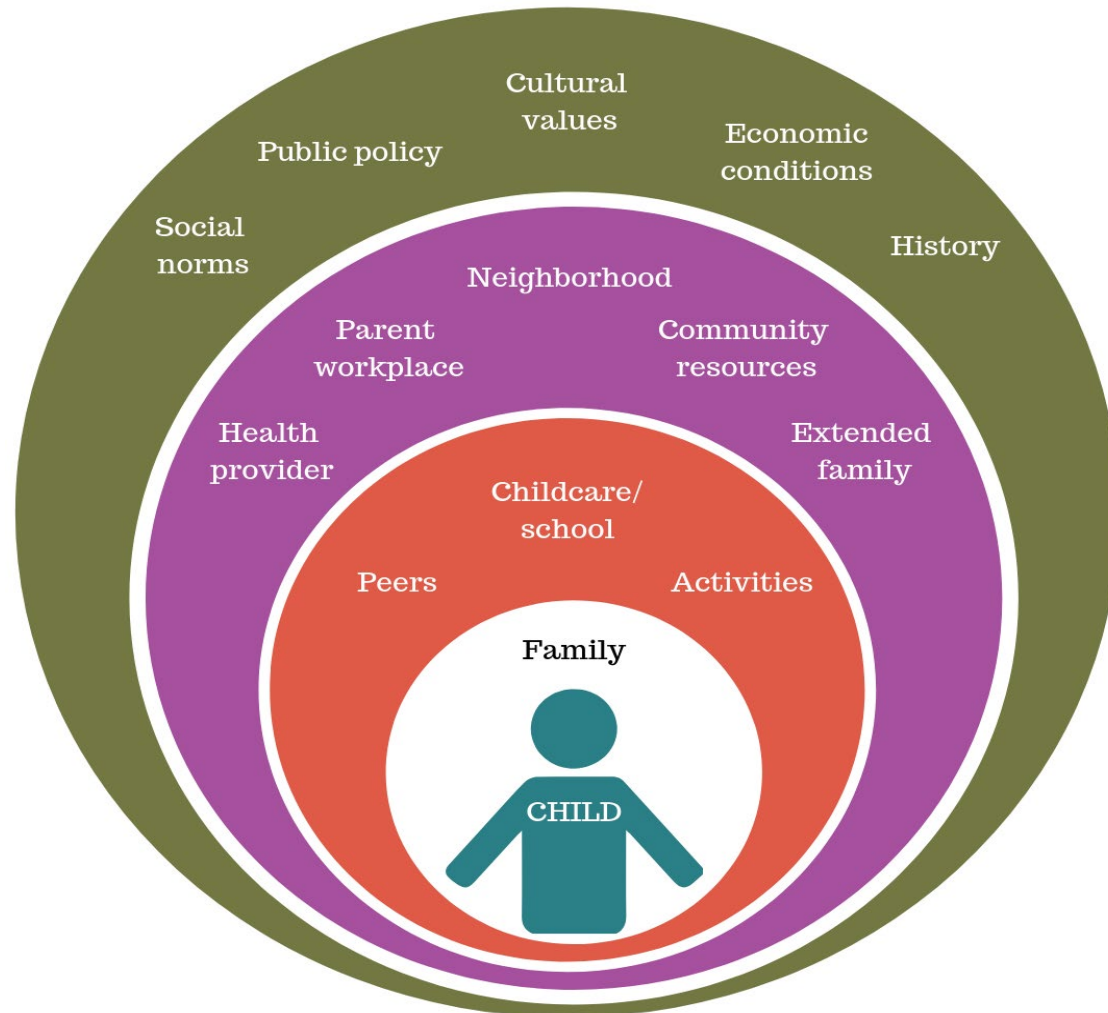 Cultural
values
Public policy
Economic
conditions
Social
norms
History
Neighborhood
Parent
workplace
Community
resources
Health
provider
Extended
family
Childcare/
school
Peers
Activities
Family
CHILD